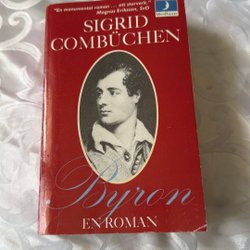 "En monumental roman ... ett storverk."
Magnus Eriksson, SvD
SIGRID
COMBÜCHEN
Byron
EN ROMAN